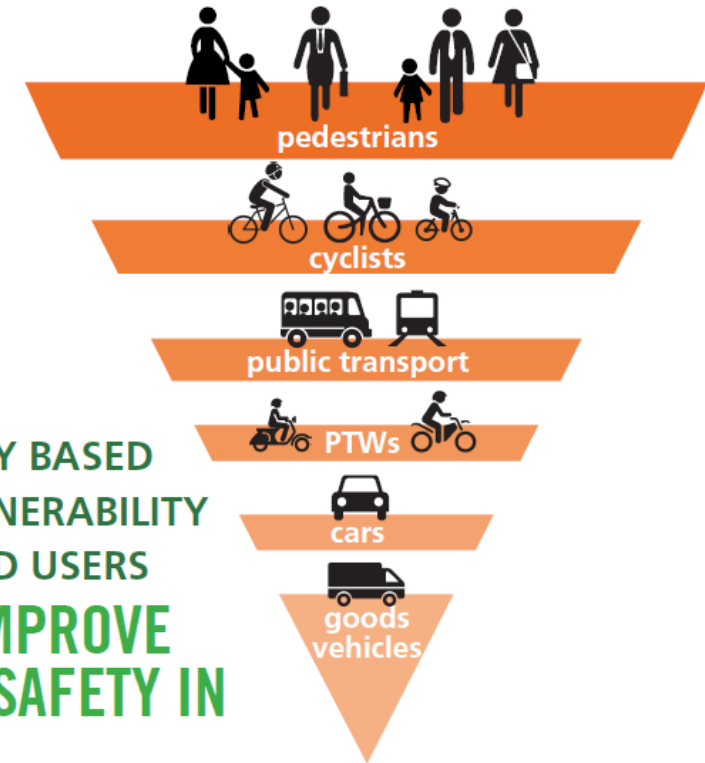 pedestrians
cyclists
public transport
PTWs
cars
goods
vehicles
Y BASED
NERABILITY
D USERS
MPROVE
SAFETY IN